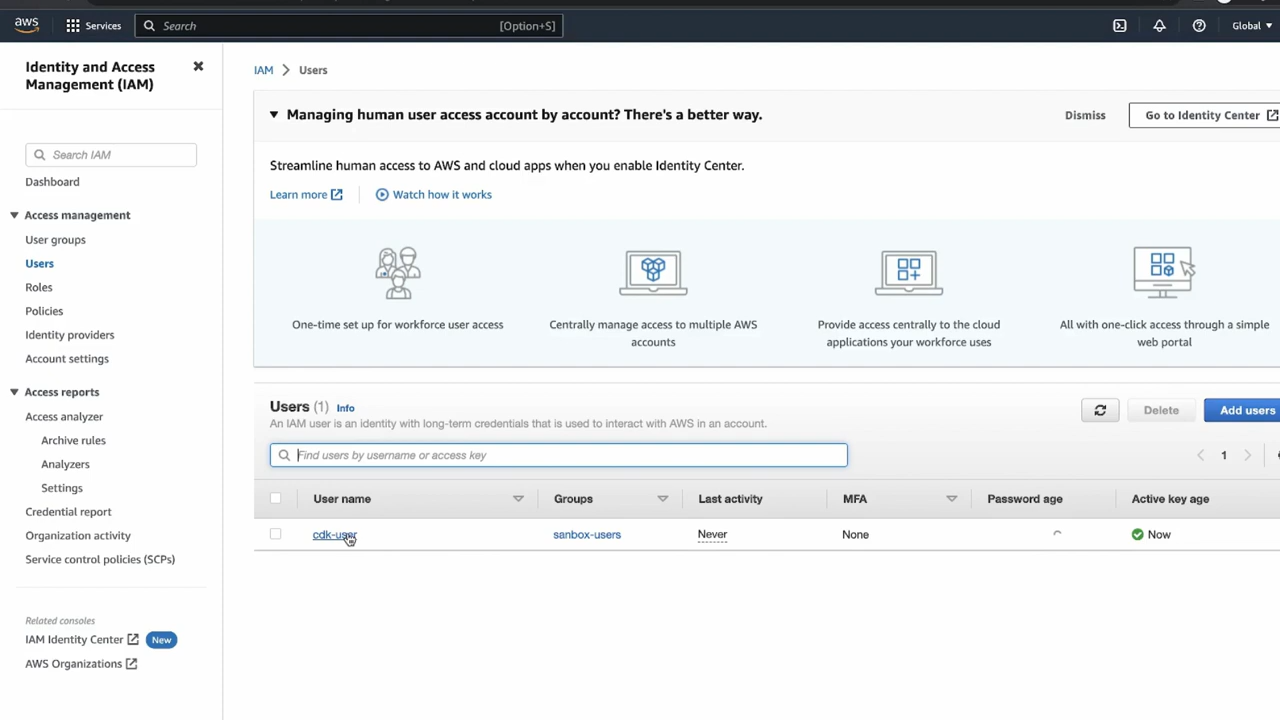 aws
Services
Search
[Option+S]
Global
Identity and Access
Management (IAM)
Search IAM
Dashboard
Access management
User groups
Users
Roles
Policies
Identity providers
Account settings
Access reports
Access analyzer
Archive rules
Analyzers
Settings
Credential report
Organization activity
Service control policies (SCPs)
Related consoles
IAM Identity Center New
AWS Organizations
IAM > Users
Managing human user access account by account? There's a better way.
Dismiss
Go to Identity Center
Streamline human access to AWS and cloud apps when you enable Identity Center.
Learn more
Watch how it works
One-time set up for workforce user access
Centrally manage access to multiple AWS
accounts
Provide access centrally to the cloud
applications your workforce uses
All with one-click access through a simple
web portal
Users (1) Info
An IAM user is an identity with long-term credentials that is used to interact with AWS in an account.
Delete
Add users
Find users by username or access key
1
User name
Groups
Last activity
MFA
Password age
Active key age
cdk-user
sanbox-users
Never
None
Now